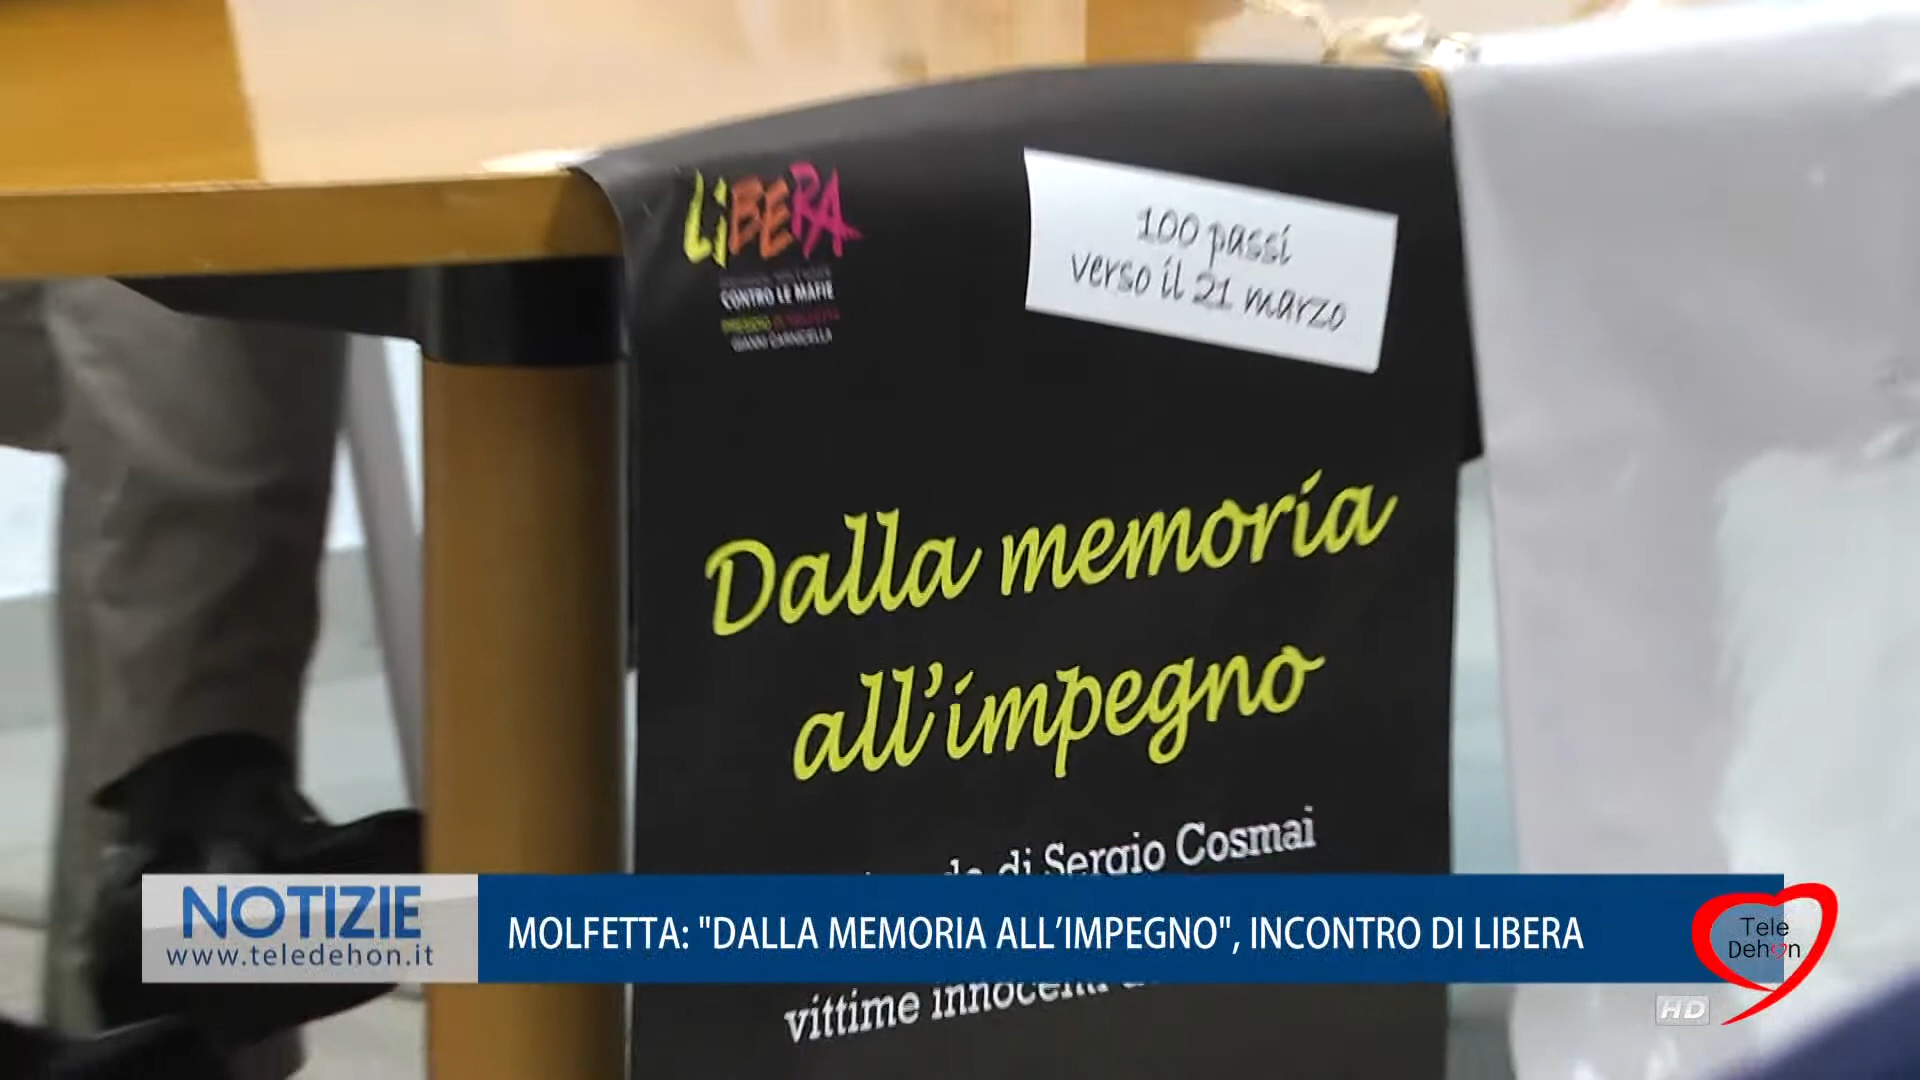 LiBERA
CONTRO LE MAFIE
100 passi
verso il 21 marzo
Dalla memoria
all'impegno
di Sergio Cosmai
NOTIZIE
www.teledehon.it
MOLFETTA: "DALLA MEMORIA ALL’IMPEGNO", INCONTRO DI LIBERA
Tele
Dehon
HD
vittime innocenti